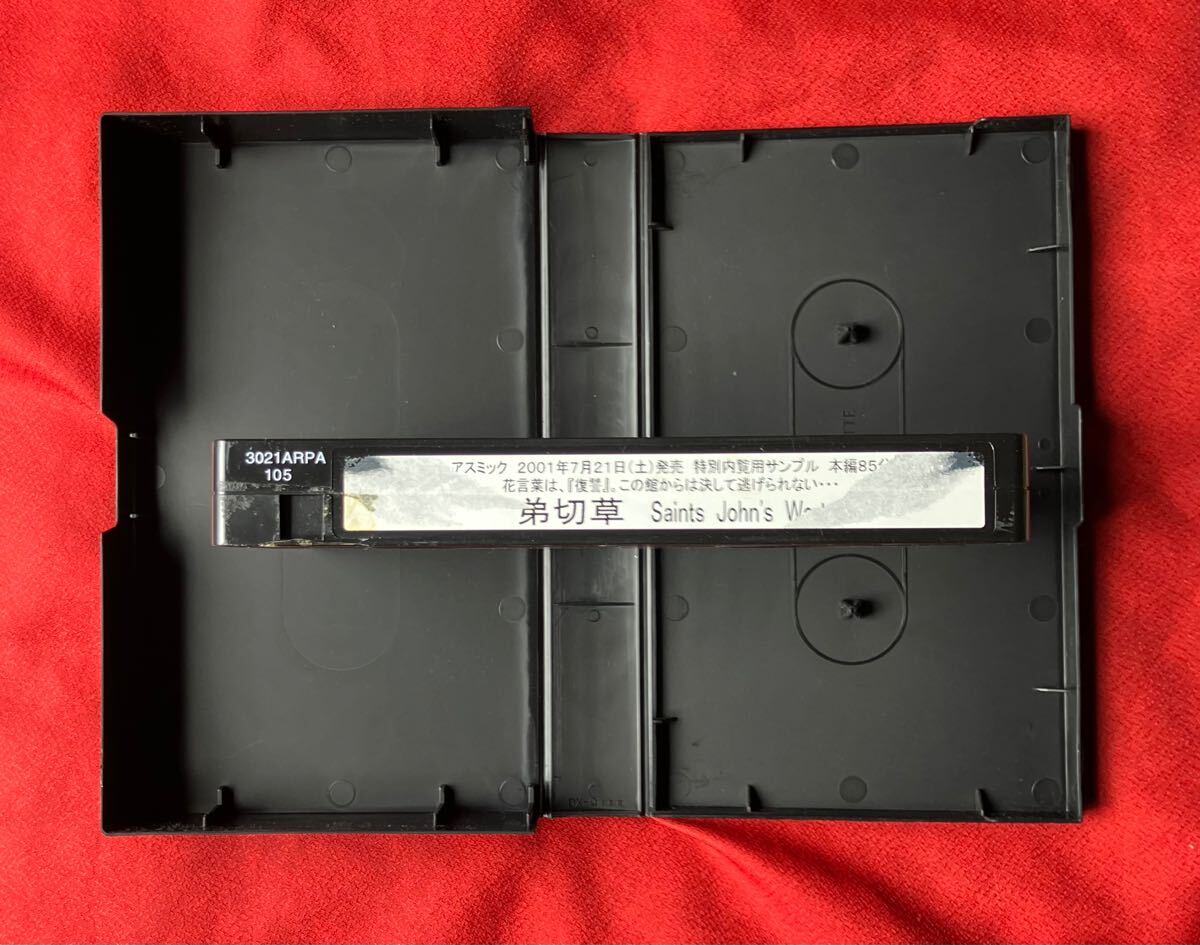 3021ARPA
105
アスミック 2001年7月21日(土)発売 特別内覧用サンプル 本編85分
花言葉は、『復讐』。この館からは決して逃げられない・・・
弟切草 Saints John's